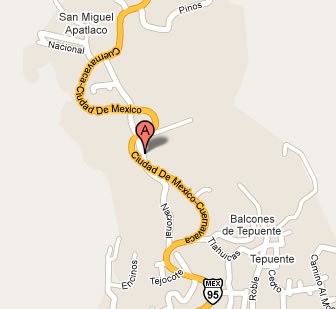 Pinos
San Miguel
Apatlaco
Nacional
Cuernavaca-Ciudad De Mexico
A
Ciudad De Mexico-Cuernavaca
Nacional
Balcones
de Tepuente
Tlahuicas
Tepuente
Encinos
Tejocote
MEX
95
Roble
Cedro
Camino Al M